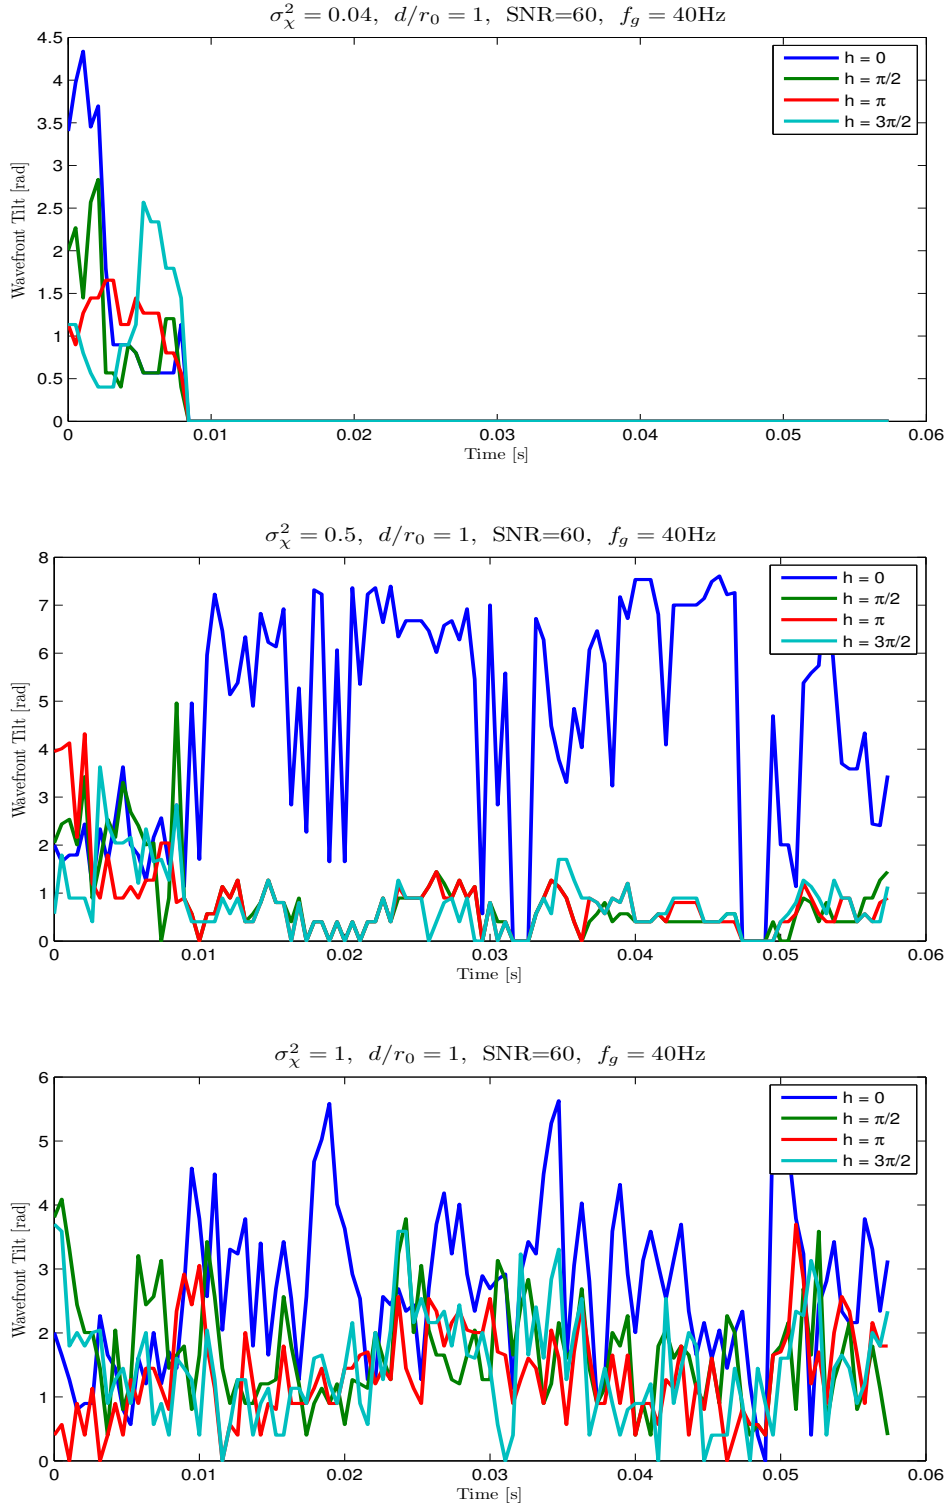 σ²_χ = 0.04, d/r₀ = 1, SNR=60, f_g = 40Hz
4.5
4
3.5
3
2.5
2
1.5
1
0.5
0
Wavefront Tilt [rad]
h = 0
h = π/2
h = π
h = 3π/2
0 0.01 0.02 0.03 0.04 0.05 0.06
Time [s]
σ²_χ = 0.5, d/r₀ = 1, SNR=60, f_g = 40Hz
8
7
6
5
4
3
2
1
0
Wavefront Tilt [rad]
h = 0
h = π/2
h = π
h = 3π/2
0 0.01 0.02 0.03 0.04 0.05 0.06
Time [s]
σ²_χ = 1, d/r₀ = 1, SNR=60, f_g = 40Hz
6
5
4
3
2
1
0
Wavefront Tilt [rad]
h = 0
h = π/2
h = π
h = 3π/2
0 0.01 0.02 0.03 0.04 0.05 0.06
Time [s]